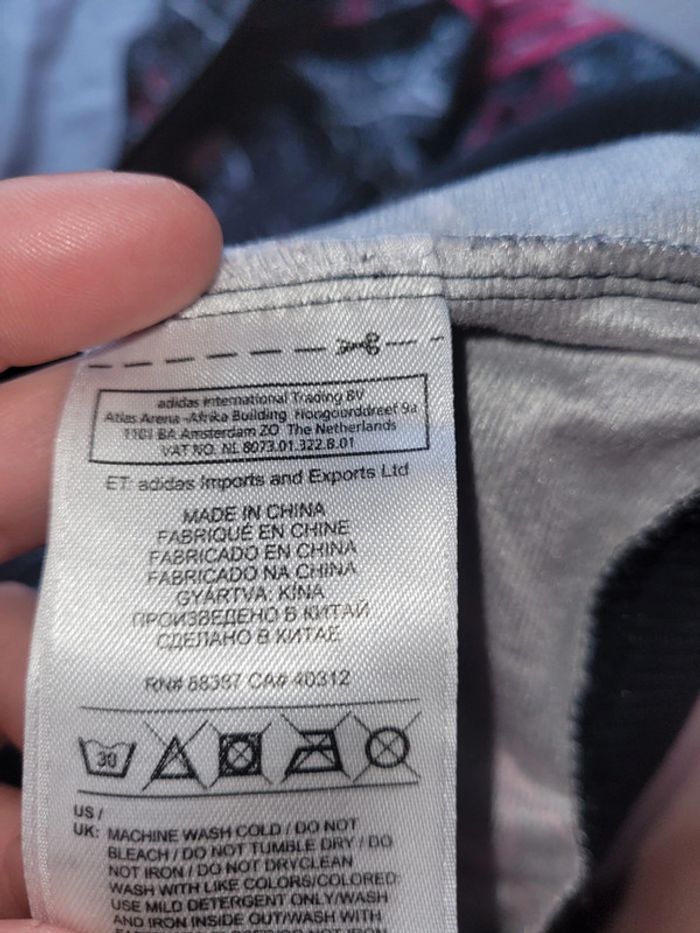 adidas International Trading BV
Atlas Arena -Afrika Building Hoogoorddreef 9a
1101 BA Amsterdam ZO The Netherlands
VAT NO. NL 8073.01.322.B.01
ET: adidas Imports and Exports Ltd
MADE IN CHINA
FABRIQUÉ EN CHINE
FABRICADO EN CHINA
FABRICADO NA CHINA
GYÁRTVA: KÍNA
ПРОИЗВЕДЕНО В КИТАЙ
СДЕЛАНО В КИТАЕ
RN# 88387 CA# 40312
30
US /
UK: MACHINE WASH COLD / DO NOT
BLEACH / DO NOT TUMBLE DRY / DO
NOT IRON / DO NOT DRYCLEAN
WASH WITH LIKE COLORS/COLORED:
USE MILD DETERGENT ONLY/WASH
AND IRON INSIDE OUT/WASH WITH